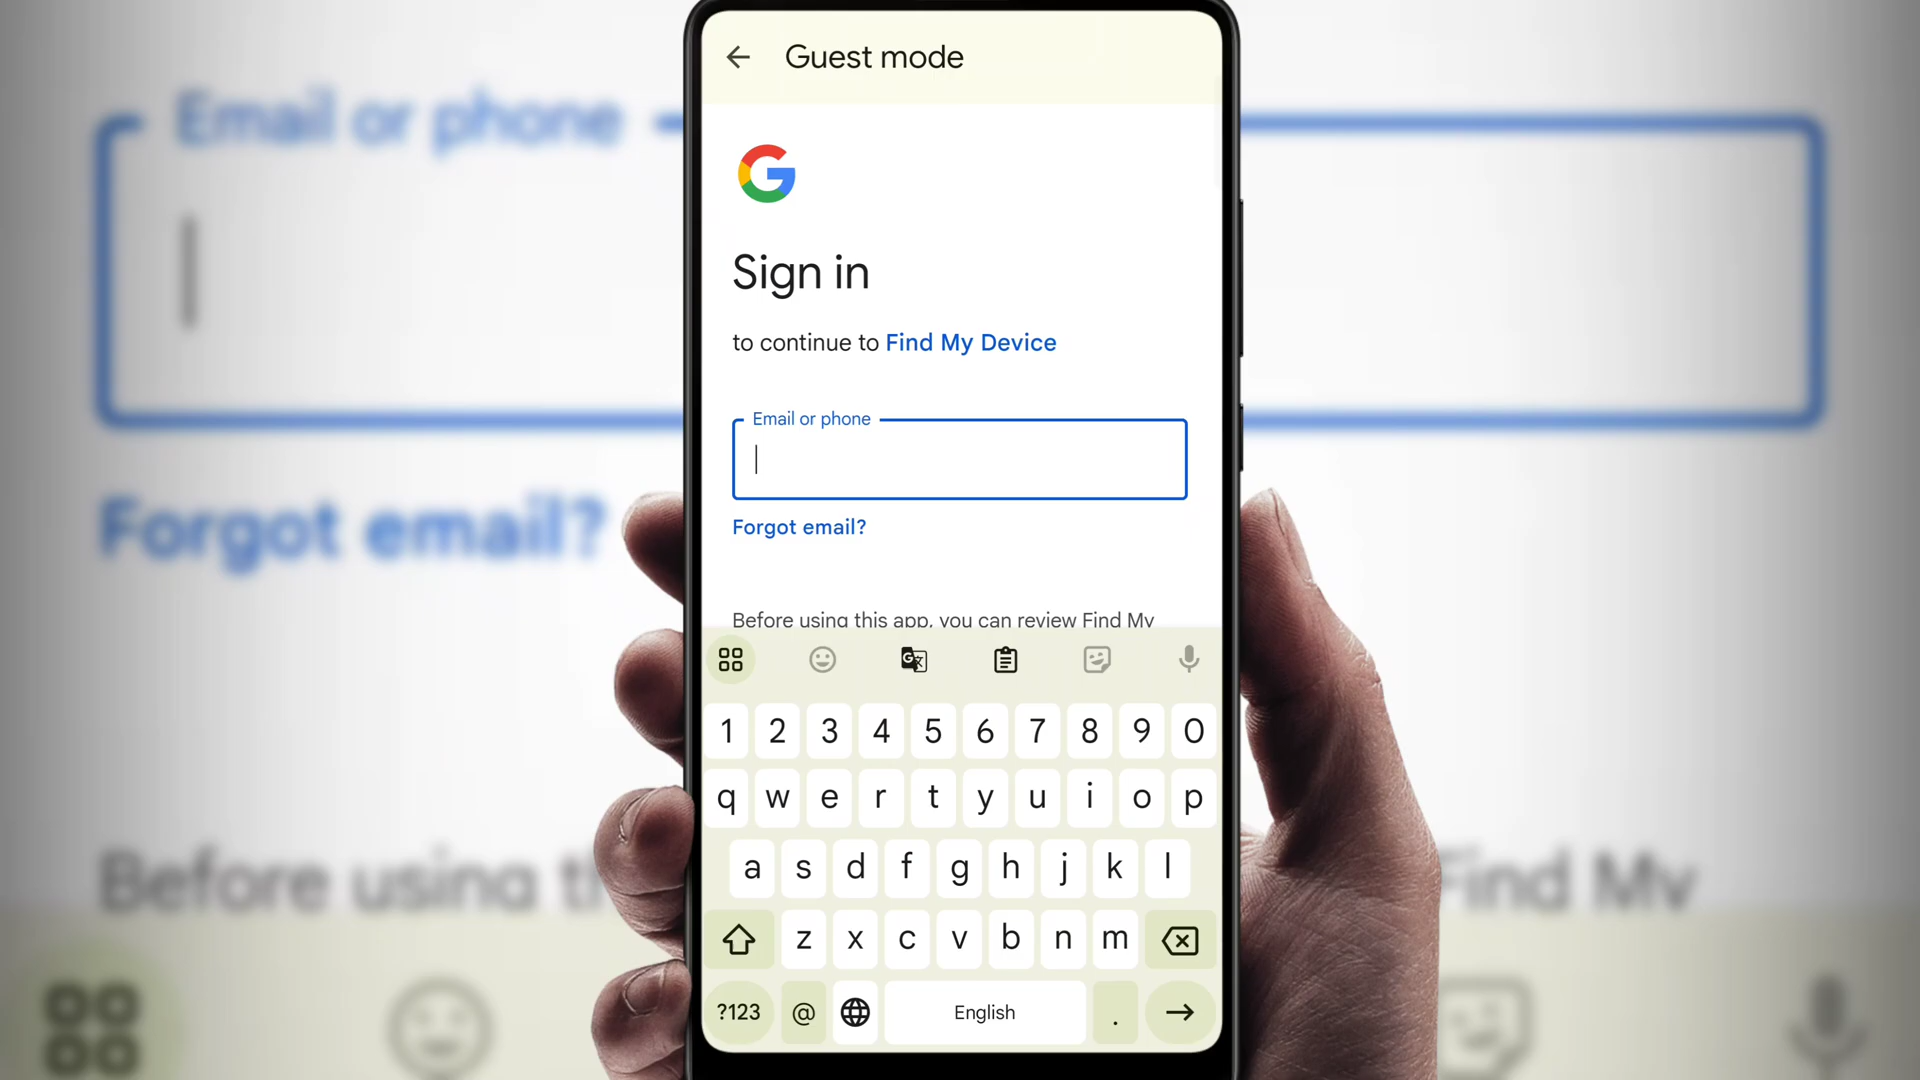 Guest mode
Sign in
to continue to Find My Device
Email or phone
Forgot email?
Before using this app, you can review Find My
1 2 3 4 5 6 7 8 9 0
q w e r t y u i o p
a s d f g h j k l
z x c v b n m
?123 @ English .
Email or phone
Forgot email?
Before using th
Find My